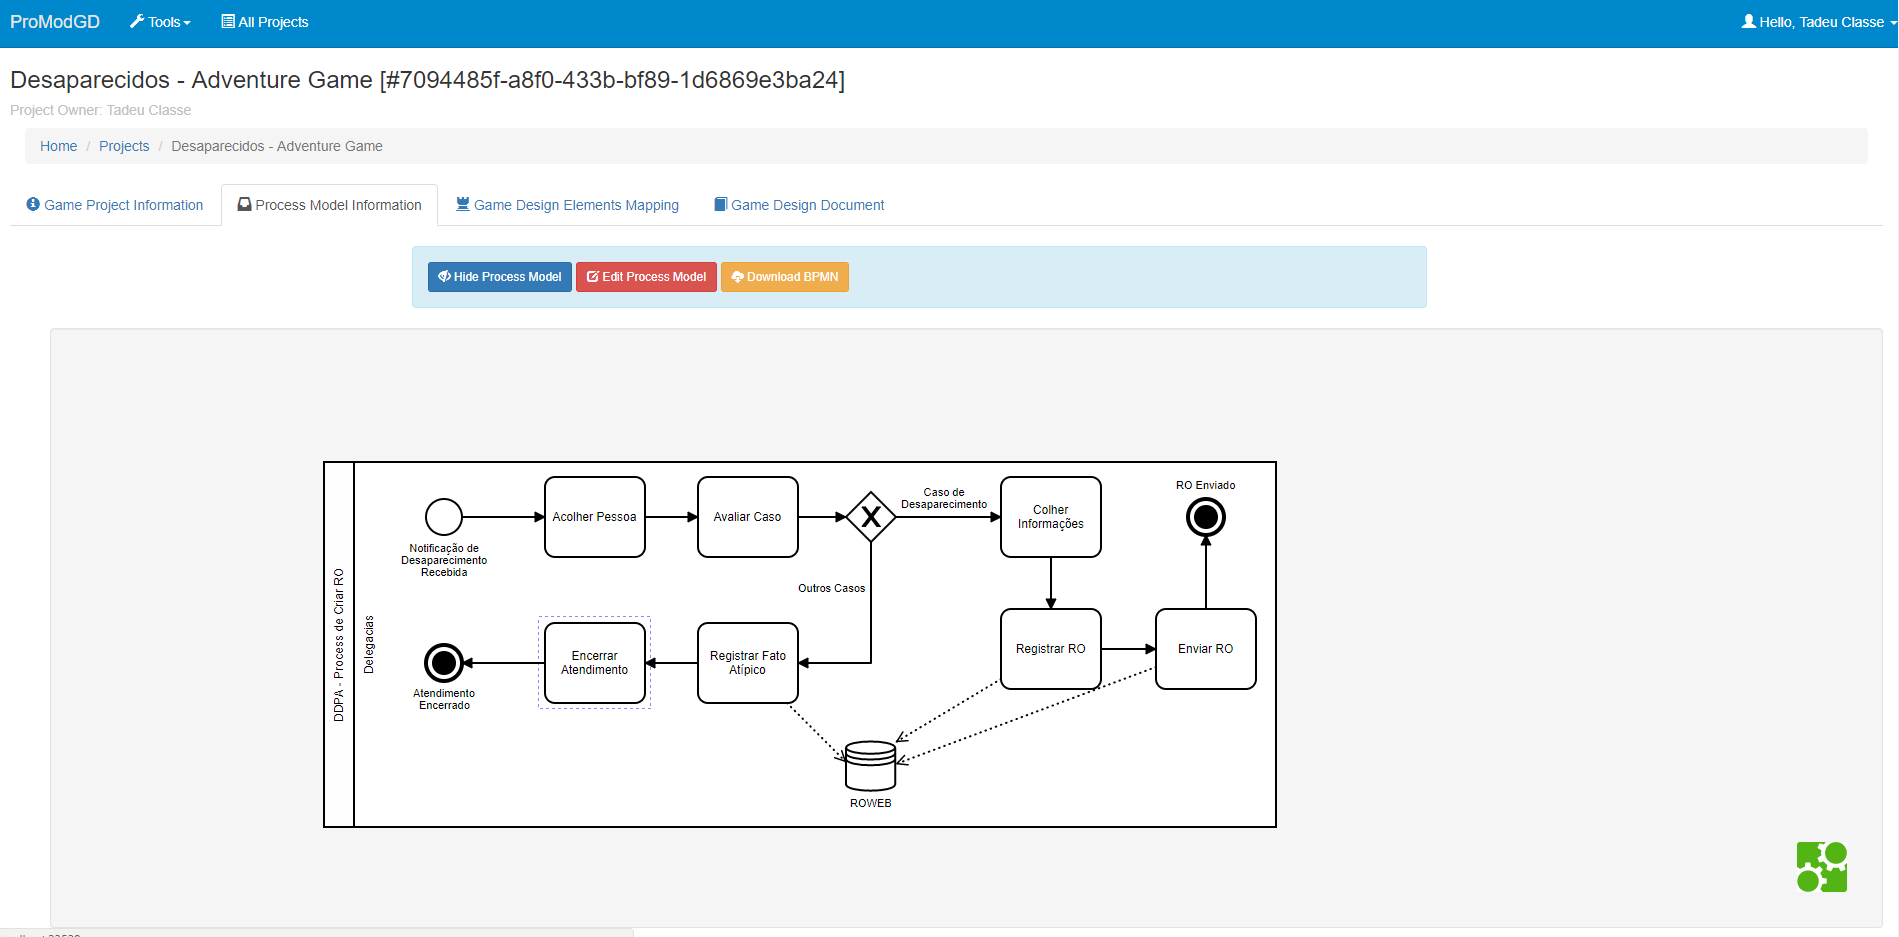 ProModGD Tools All Projects Hello, Tadeu Classe
Desaparecidos - Adventure Game [#7094485f-a8f0-433b-bf89-1d6869e3ba24]
Project Owner: Tadeu Classe
Home / Projects / Desaparecidos - Adventure Game
Game Project Information Process Model Information Game Design Elements Mapping Game Design Document
Hide Process Model Edit Process Model Download BPMN
DDPA - Process de Criar RO
Delegacias
Notificação de
Desaparecimento
Recebida
Acolher Pessoa
Avaliar Caso
X
Caso de
Desaparecimento
Outros Casos
Colher
Informações
RO Enviado
Atendimento
Encerrado
Encerrar
Atendimento
Registrar Fato
Atípico
Registrar RO
Enviar RO
ROWEB